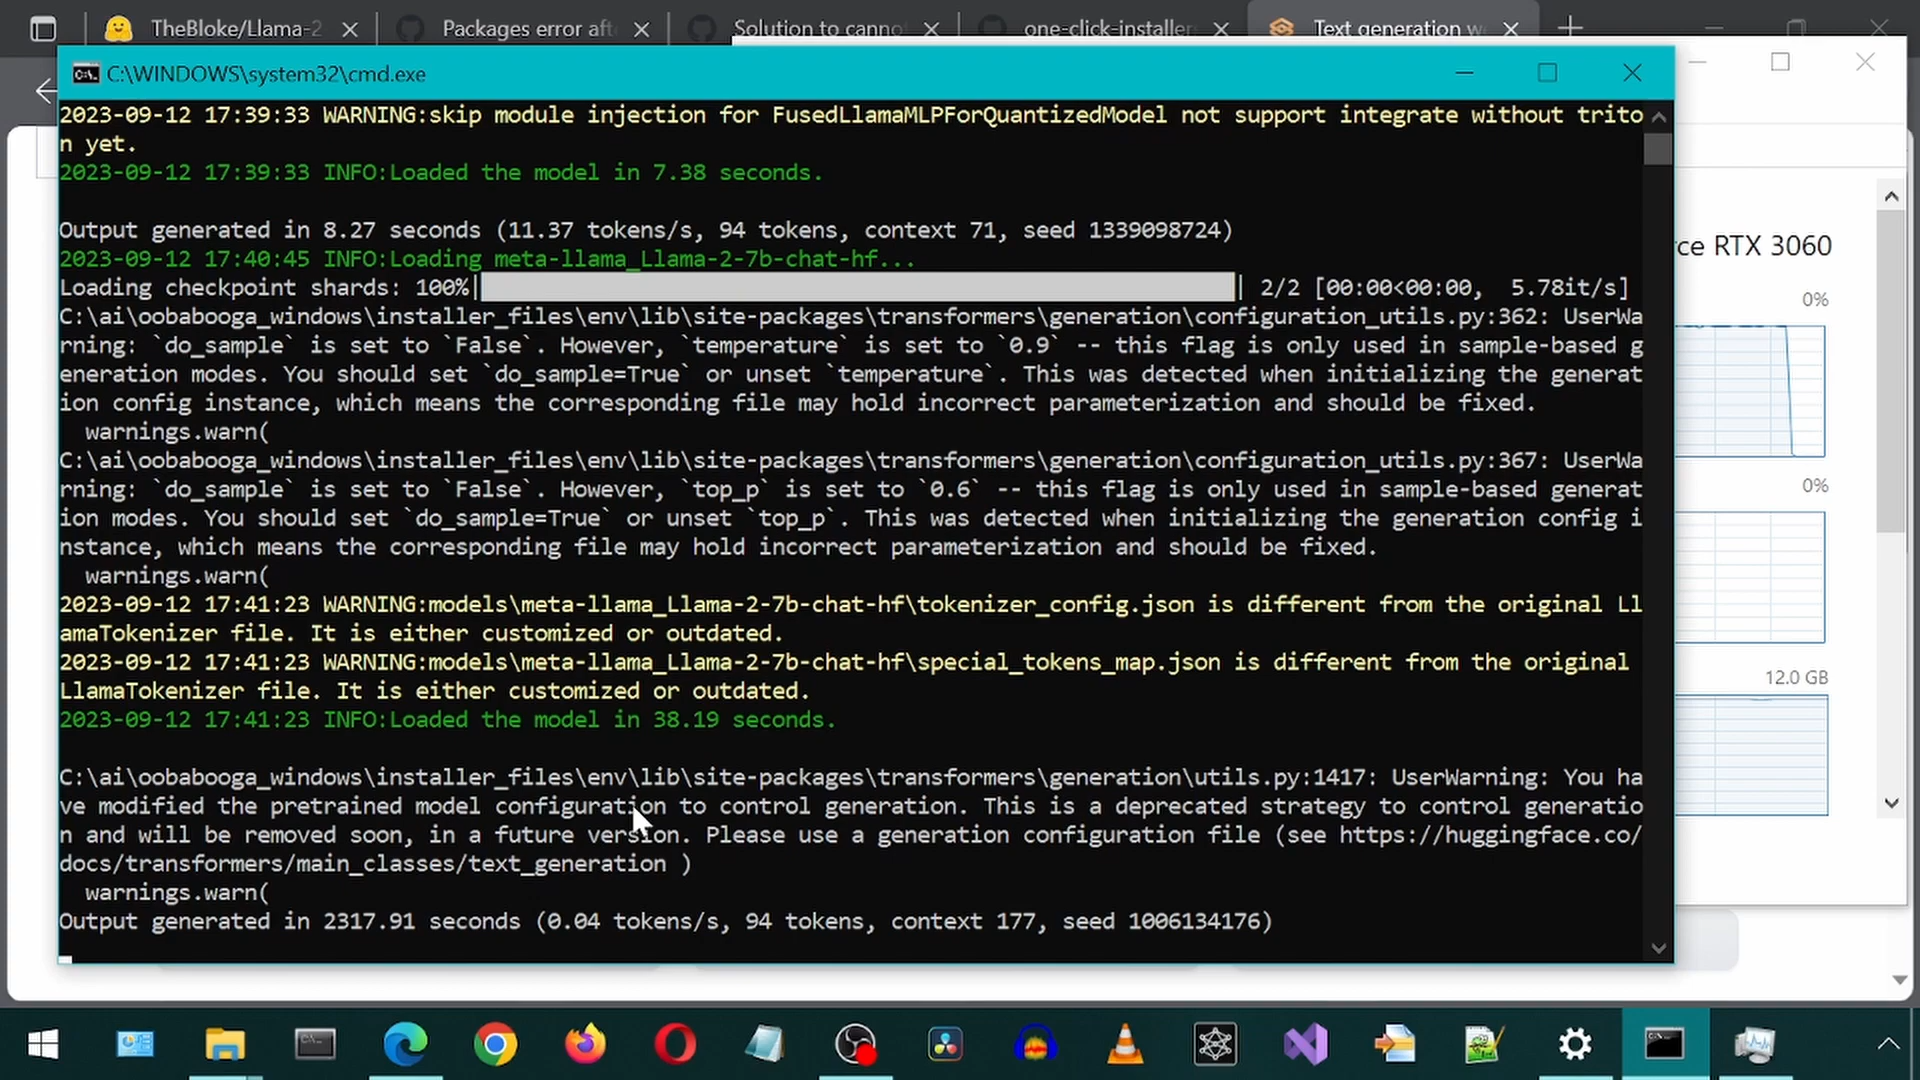 TheBloke/Llama-2
Packages error aft
Solution to canno
one-click-installer
Text generation w
C:\WINDOWS\system32\cmd.exe
2023-09-12 17:39:33 WARNING:skip module injection for FusedLlamaMLPForQuantizedModel not support integrate without trito
n yet.
2023-09-12 17:39:33 INFO:Loaded the model in 7.38 seconds.
Output generated in 8.27 seconds (11.37 tokens/s, 94 tokens, context 71, seed 1339098724)
2023-09-12 17:40:45 INFO:Loading meta-llama_Llama-2-7b-chat-hf...
Loading checkpoint shards: 100%| | 2/2 [00:00<00:00,  5.78it/s]
C:\ai\oobabooga_windows\installer_files\env\lib\site-packages\transformers\generation\configuration_utils.py:362: UserWa
rning: `do_sample` is set to `False`. However, `temperature` is set to `0.9` -- this flag is only used in sample-based g
eneration modes. You should set `do_sample=True` or unset `temperature`. This was detected when initializing the generat
ion config instance, which means the corresponding file may hold incorrect parameterization and should be fixed.
warnings.warn(
C:\ai\oobabooga_windows\installer_files\env\lib\site-packages\transformers\generation\configuration_utils.py:367: UserWa
rning: `do_sample` is set to `False`. However, `top_p` is set to `0.6` -- this flag is only used in sample-based generat
ion modes. You should set `do_sample=True` or unset `top_p`. This was detected when initializing the generation config i
nstance, which means the corresponding file may hold incorrect parameterization and should be fixed.
warnings.warn(
2023-09-12 17:41:23 WARNING:models\meta-llama_Llama-2-7b-chat-hf\tokenizer_config.json is different from the original Ll
amaTokenizer file. It is either customized or outdated.
2023-09-12 17:41:23 WARNING:models\meta-llama_Llama-2-7b-chat-hf\special_tokens_map.json is different from the original
LlamaTokenizer file. It is either customized or outdated.
2023-09-12 17:41:23 INFO:Loaded the model in 38.19 seconds.
C:\ai\oobabooga_windows\installer_files\env\lib\site-packages\transformers\generation\utils.py:1417: UserWarning: You ha
ve modified the pretrained model configuration to control generation. This is a deprecated strategy to control generatio
n and will be removed soon, in a future version. Please use a generation configuration file (see https://huggingface.co/
docs/transformers/main_classes/text_generation )
warnings.warn(
Output generated in 2317.91 seconds (0.04 tokens/s, 94 tokens, context 177, seed 1006134176)
rce RTX 3060
0%
0%
12.0 GB